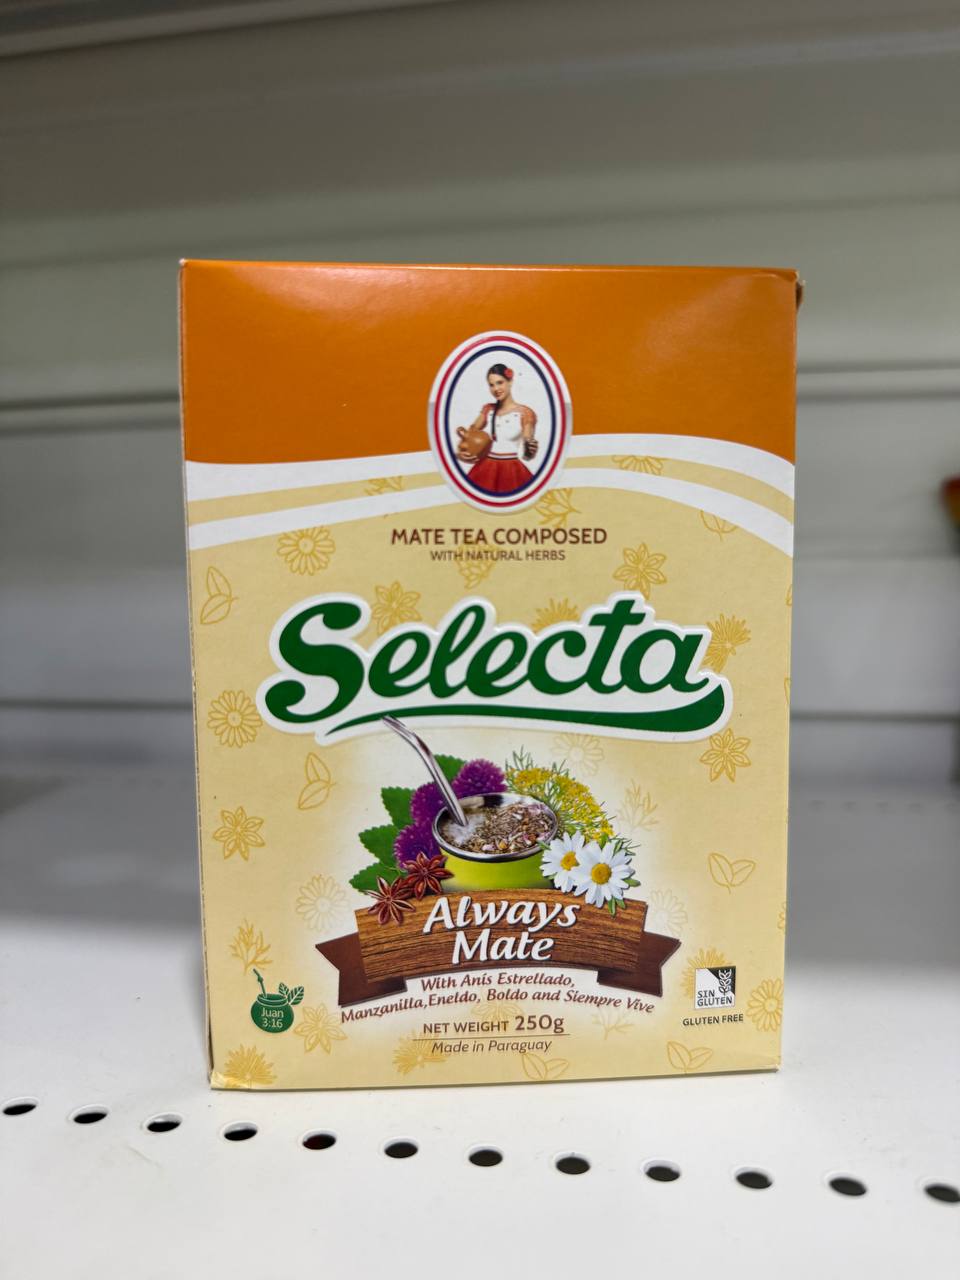 MATE TEA COMPOSED
WITH NATURAL HERBS
Selecta
Always
Mate
With Anís Estrellado,
Manzanilla, Eneldo, Boldo and Siempre Vive
NET WEIGHT 250g
Made in Paraguay
Juan
3:16
SIN
GLUTEN
GLUTEN FREE